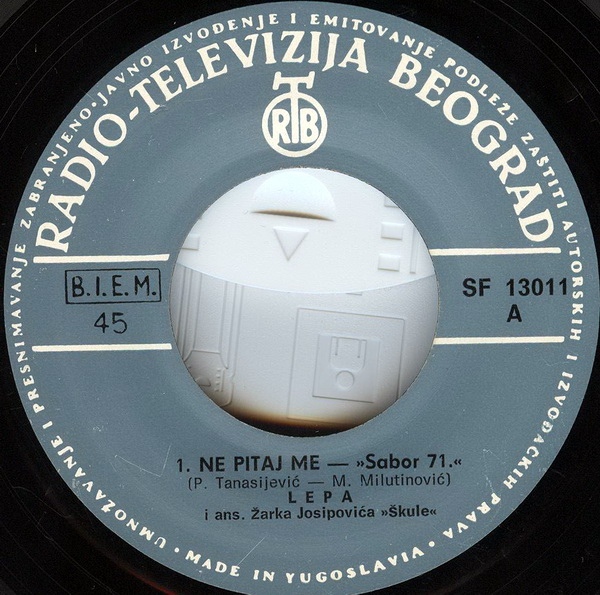 UMNOŽAVANJE I PRESNIMAVANJE ZABRANJENO • JAVNO IZVOĐENJE I EMITOVANJE PODLEŽE ZAŠTITI AUTORSKIH I IZVOĐAČKIH PRAVA •
RADIO-TELEVIZIJA BEOGRAD
RTB
B.I.E.M.
45
SF 13011
A
1. NE PITAJ ME — »Sabor 71.«
(P. Tanasijević — M. Milutinović)
LEPA
i ans. Žarka Josipovića »Škule«
MADE IN YUGOSLAVIA •